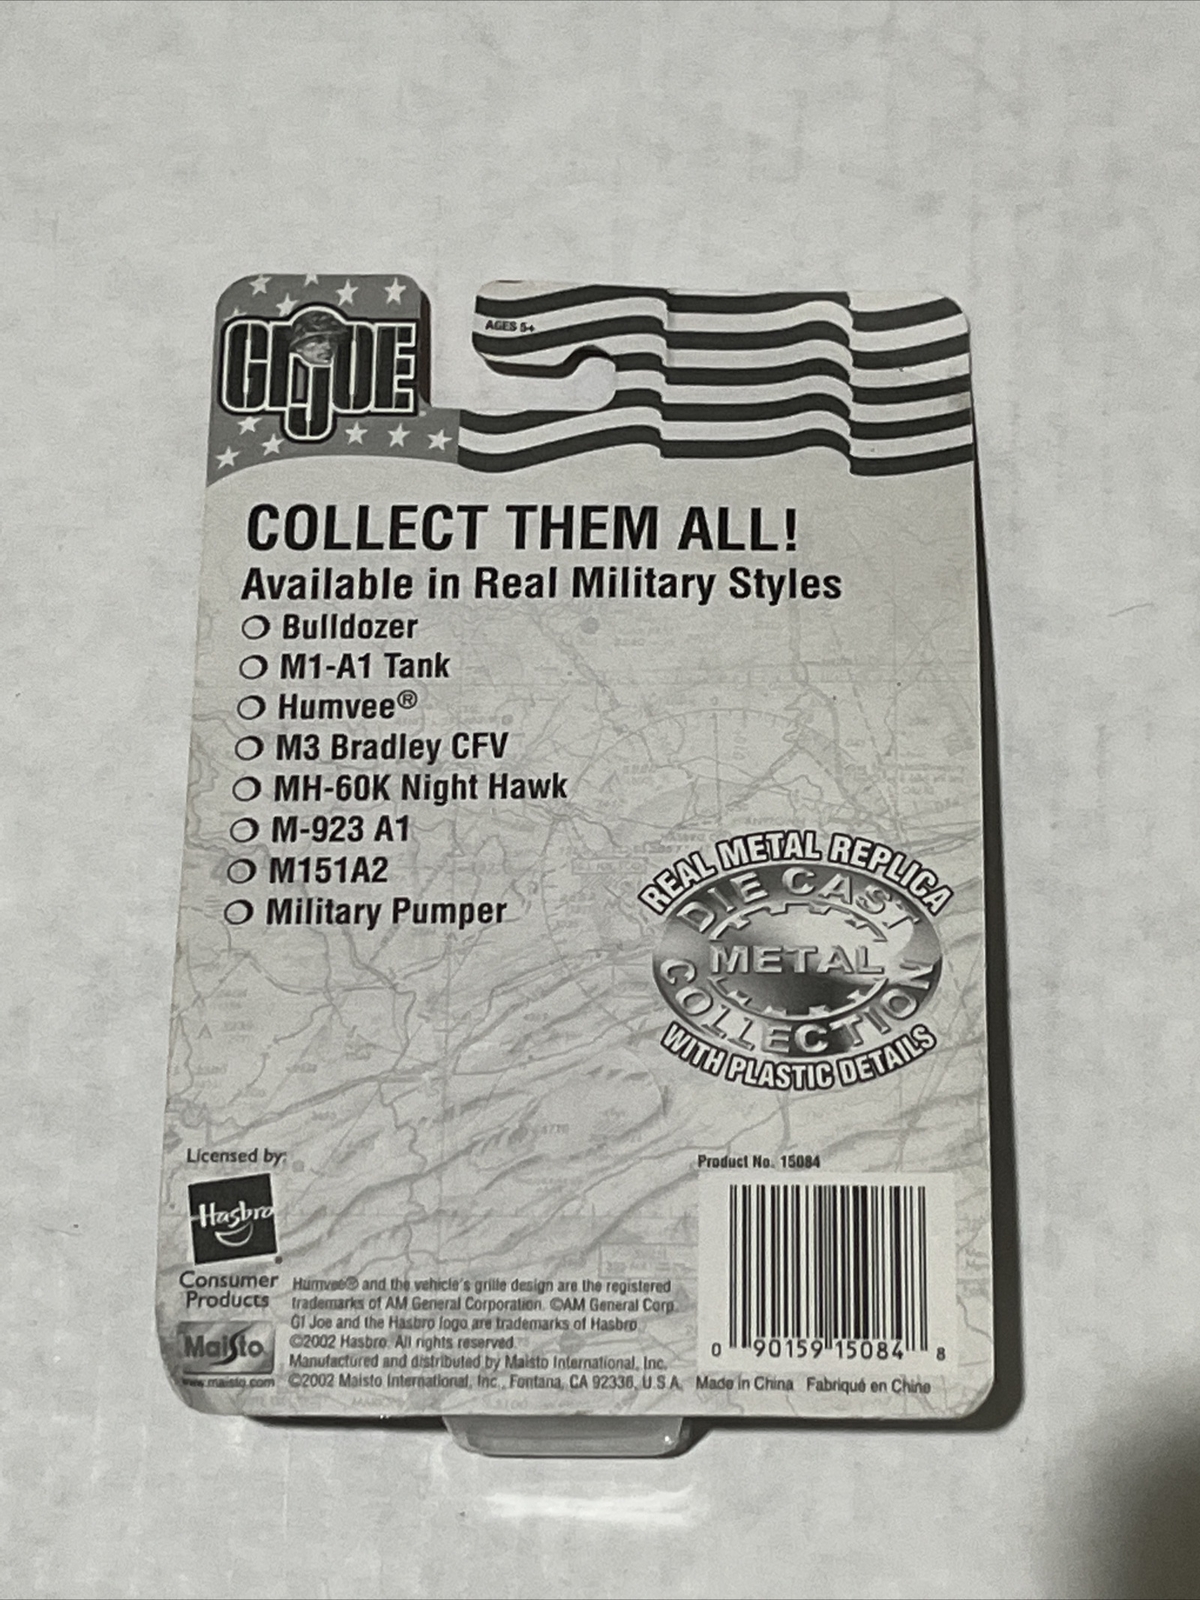 GI JOE
AGES 5+
COLLECT THEM ALL!
Available in Real Military Styles
Bulldozer
M1-A1 Tank
Humvee®
M3 Bradley CFV
MH-60K Night Hawk
M-923 A1
M151A2
Military Pumper
REAL METAL REPLICA
DIE CAST
METAL
COLLECTION
WITH PLASTIC DETAILS
Licensed by:
Hasbro
Consumer
Products
Maisto
www.maisto.com
Humvee® and the vehicle's grille design are the registered
trademarks of AM General Corporation. ©AM General Corp.
GI Joe and the Hasbro logo are trademarks of Hasbro
©2002 Hasbro. All rights reserved.
Manufactured and distributed by Maisto International, Inc.
©2002 Maisto International, Inc., Fontana, CA 92336, U.S.A.
Product No. 15084
0 90159 15084 8
Made in China Fabriqué en Chine